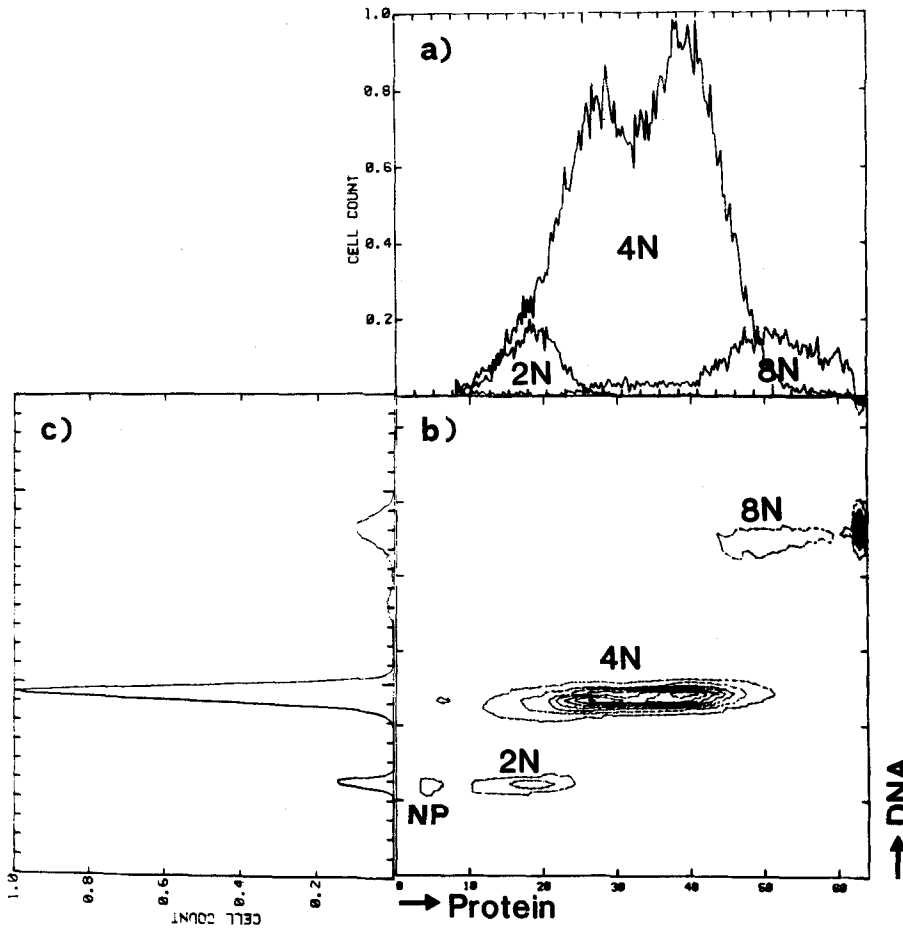 a)
1.0
0.8
0.6
0.4
0.2
CELL COUNT
4N
2N
8N
c)
b)
8N
4N
2N
NP
DNA
1.0
0.8
0.6
0.4
0.2
CELL COUNT
0
10
20
30
40
50
60
→ Protein